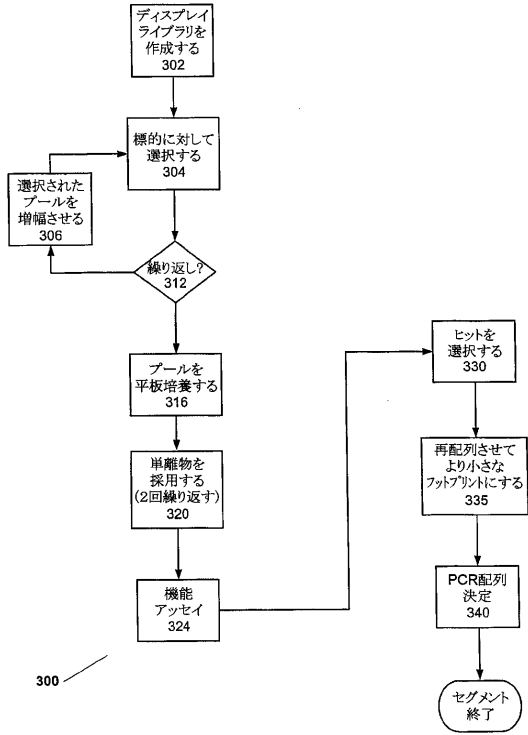 ディスプレイ
ライブラリを
作成する
302
標的に対して
選択する
304
選択された
プールを
増幅させる
306
繰り返し?
312
プールを
平板培養する
316
単離物を
採用する
(2回繰り返す)
320
機能
アッセイ
324
ヒットを
選択する
330
再配列させて
より小さな
フットプリントにする
335
PCR配列
決定
340
セグメント
終了
300